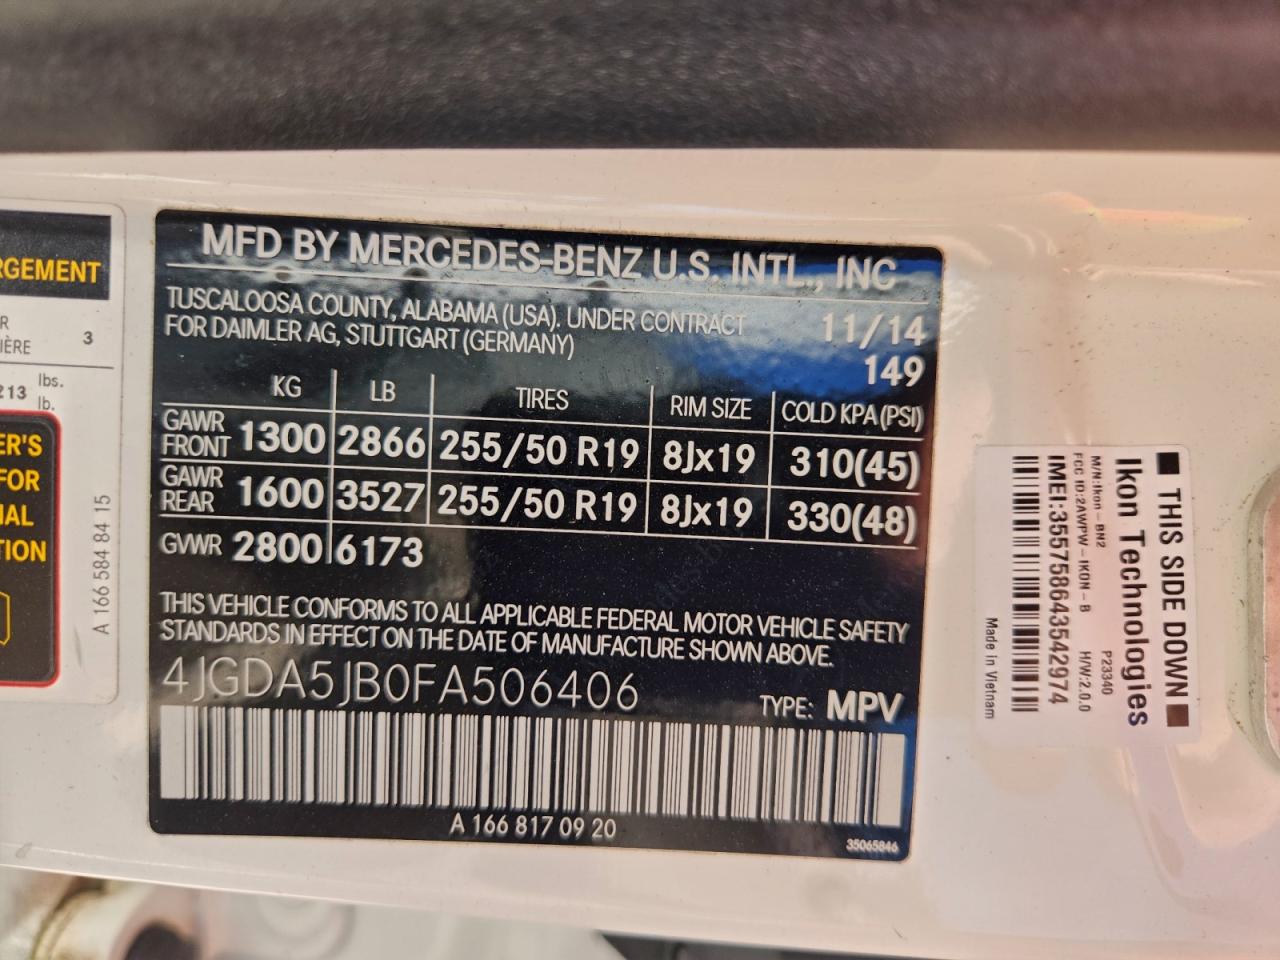 RGEMENT
R
IÈRE 3
213 lbs.
lb.
ER'S
FOR
IAL
TION
A 166 584 84 15
MFD BY MERCEDES-BENZ U.S. INTL., INC
TUSCALOOSA COUNTY, ALABAMA (USA). UNDER CONTRACT 11/14
FOR DAIMLER AG, STUTTGART (GERMANY)
149
KG LB TIRES RIM SIZE COLD KPA(PSI)
GAWR FRONT 1300 2866 255/50 R19 8Jx19 310(45)
GAWR REAR 1600 3527 255/50 R19 8Jx19 330(48)
GVWR 2800 6173
THIS VEHICLE CONFORMS TO ALL APPLICABLE FEDERAL MOTOR VEHICLE SAFETY
STANDARDS IN EFFECT ON THE DATE OF MANUFACTURE SHOWN ABOVE.
4JGDA5JB0FA506406
TYPE: MPV
A 166 817 09 20
35065846
THIS SIDE DOWN
Ikon Technologies
P23340
M/N:Ikon-BN2
FCC ID:2AWPW-IKON-B H/W:2.0.0
IMEI:355758643542974
Made in Vietnam